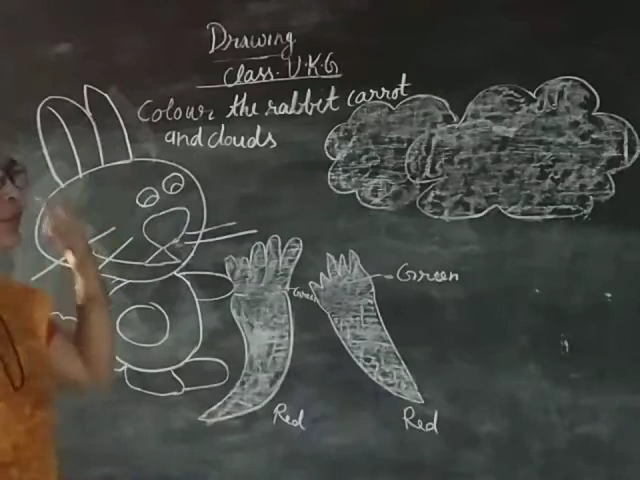 Drawing
Class. U.K.G
Colour the rabbit carrot
and clouds
Green
Green
Red
Red